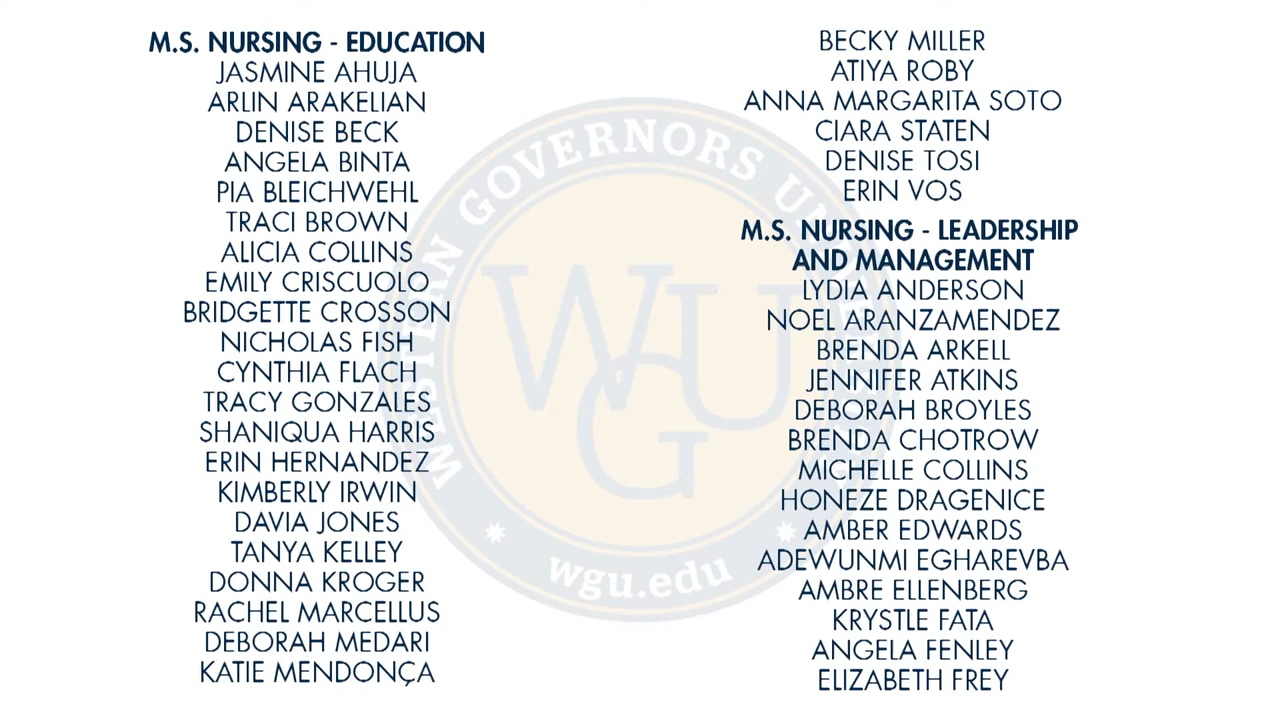 M.S. NURSING - EDUCATION
JASMINE AHUJA
ARLIN ARAKELIAN
DENISE BECK
ANGELA BINTA
PIA BLEICHWEHL
TRACI BROWN
ALICIA COLLINS
EMILY CRISCUOLO
BRIDGETTE CROSSON
NICHOLAS FISH
CYNTHIA FLACH
TRACY GONZALES
SHANIQUA HARRIS
ERIN HERNANDEZ
KIMBERLY IRWIN
DAVIA JONES
TANYA KELLEY
DONNA KROGER
RACHEL MARCELLUS
DEBORAH MEDARI
KATIE MENDONÇA
BECKY MILLER
ATIYA ROBY
ANNA MARGARITA SOTO
CIARA STATEN
DENISE TOSI
ERIN VOS
M.S. NURSING - LEADERSHIP
AND MANAGEMENT
LYDIA ANDERSON
NOEL ARANZAMENDEZ
BRENDA ARKELL
JENNIFER ATKINS
DEBORAH BROYLES
BRENDA CHOTROW
MICHELLE COLLINS
HONEZE DRAGENICE
AMBER EDWARDS
ADEWUNMI EGHAREVBA
AMBRE ELLENBERG
KRYSTLE FATA
ANGELA FENLEY
ELIZABETH FREY
WESTERN GOVERNORS
WGU
wgu.edu